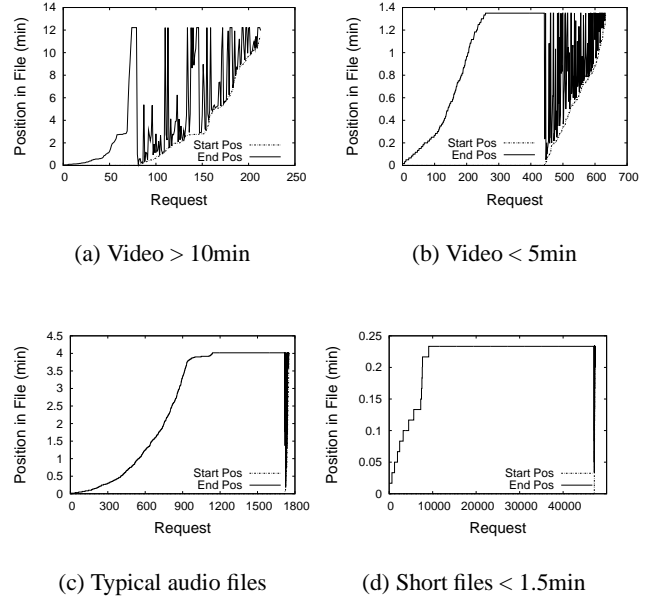 14
12
10
8
6
4
2
0
Position in File (min)
0 50 100 150 200 250
Request
Start Pos
End Pos
(a) Video > 10min
1.4
1.2
1
0.8
0.6
0.4
0.2
0
Position in File (min)
0 100 200 300 400 500 600 700
Request
Start Pos
End Pos
(b) Video < 5min
4.5
4
3.5
3
2.5
2
1.5
1
0.5
0
Position in File (min)
0 300 600 900 1200 1500 1800
Request
Start Pos
End Pos
(c) Typical audio files
0.25
0.2
0.15
0.1
0.05
0
Position in File (min)
0 10000 20000 30000 40000
Request
Start Pos
End Pos
(d) Short files < 1.5min